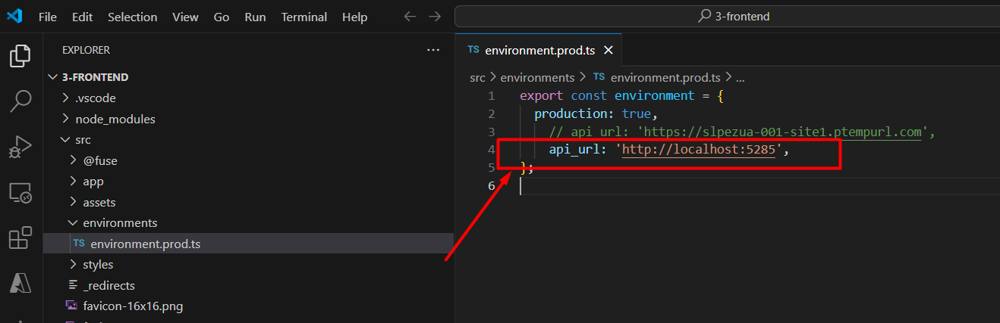 File Edit Selection View Go Run Terminal Help
3-frontend
EXPLORER
3-FRONTEND
.vscode
node_modules
src
@fuse
app
assets
environments
TS environment.prod.ts
styles
_redirects
favicon-16x16.png
TS environment.prod.ts
src > environments > TS environment.prod.ts > ...
1 export const environment = {
2 production: true,
3 // api_url: 'https://slpezua-001-site1.ptempurl.com',
4 api_url: 'http://localhost:5285',
5 };
6